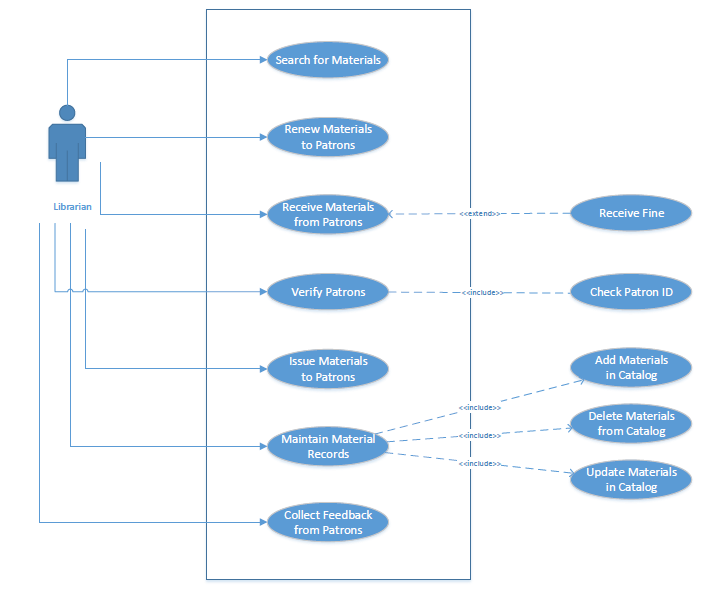 Search for Materials
Renew Materials
to Patrons
Librarian
Receive Materials
from Patrons
<<extend>>
Receive Fine
Verify Patrons
<<include>>
Check Patron ID
Issue Materials
to Patrons
Add Materials
in Catalog
<<include>>
Maintain Material
Records
<<include>>
Delete Materials
from Catalog
<<include>>
Update Materials
in Catalog
Collect Feedback
from Patrons